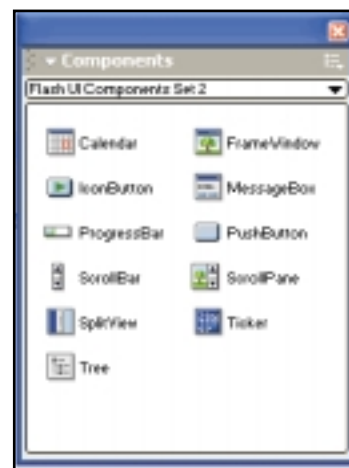 Components
Flash UI Components Set 2
Calendar FrameWindow
IconButton MessageBox
ProgressBar PushButton
ScrollBar ScrollPane
SplitView Ticker
Tree